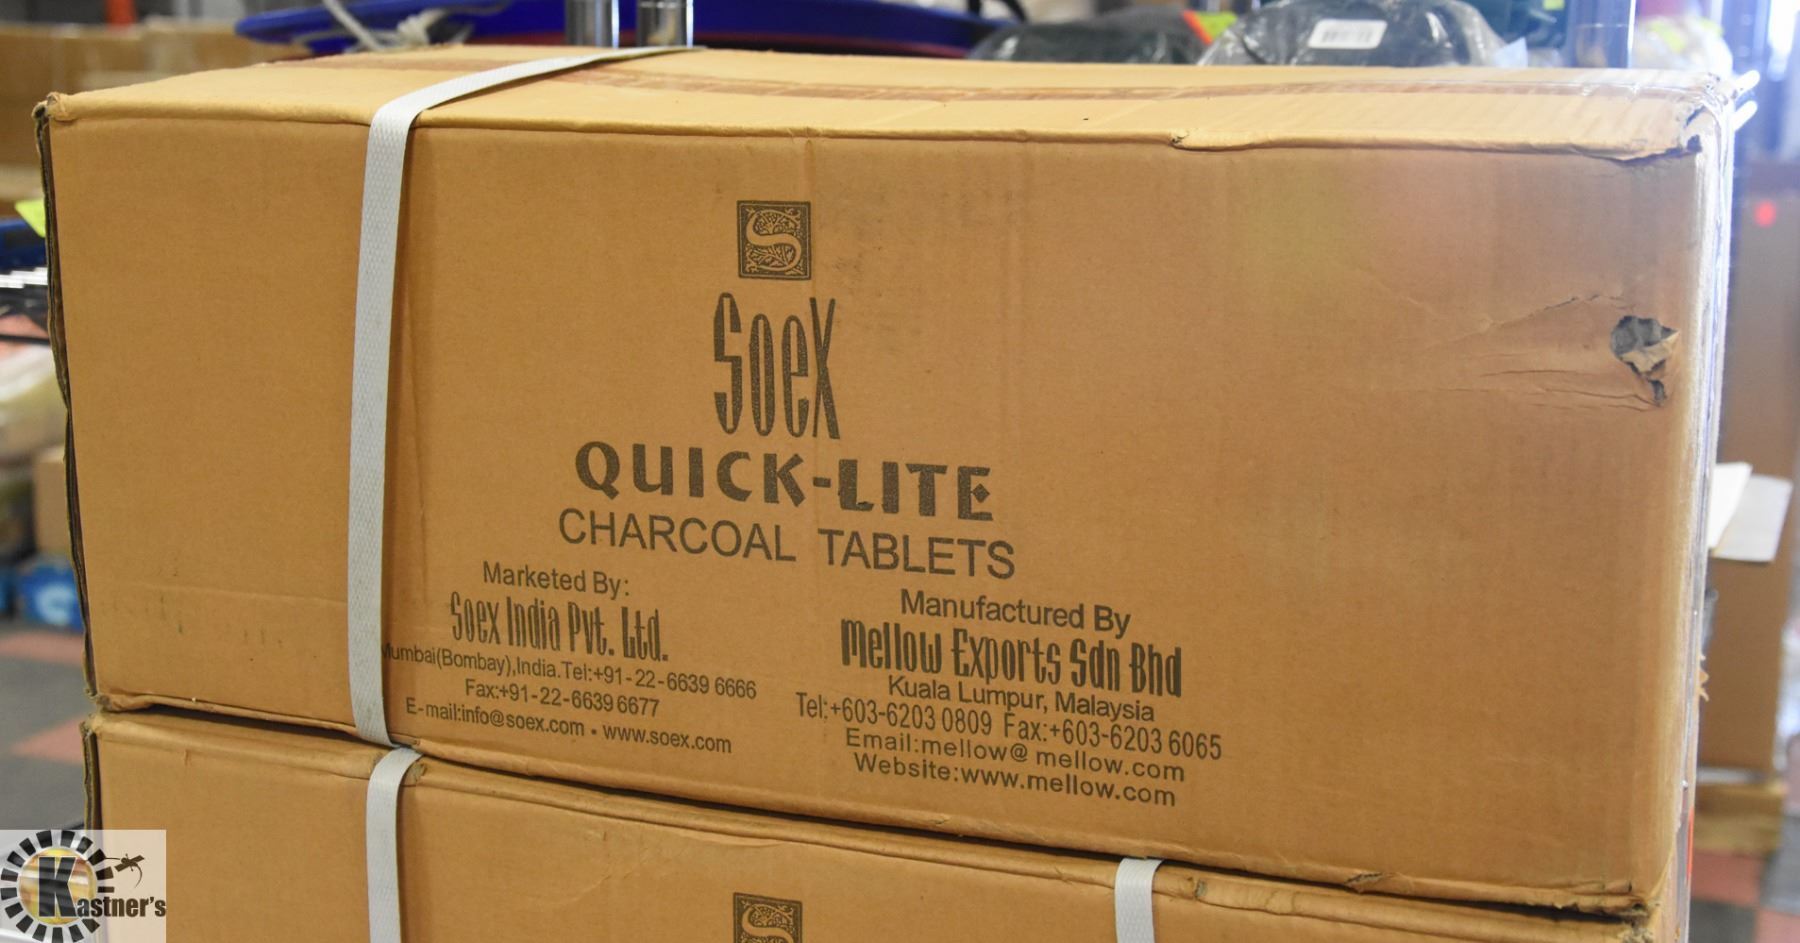 S
Soex
QUICK-LITE
CHARCOAL TABLETS
Marketed By:
Soex India Pvt. Ltd.
Mumbai(Bombay),India.Tel:+91-22-6639 6666
Fax:+91-22-6639 6677
E-mail:info@soex.com • www.soex.com
Manufactured By
Mellow Exports Sdn Bhd
Kuala Lumpur, Malaysia
Tel:+603-6203 0809 Fax:+603-6203 6065
Email:mellow@mellow.com
Website:www.mellow.com
S
Kastner's